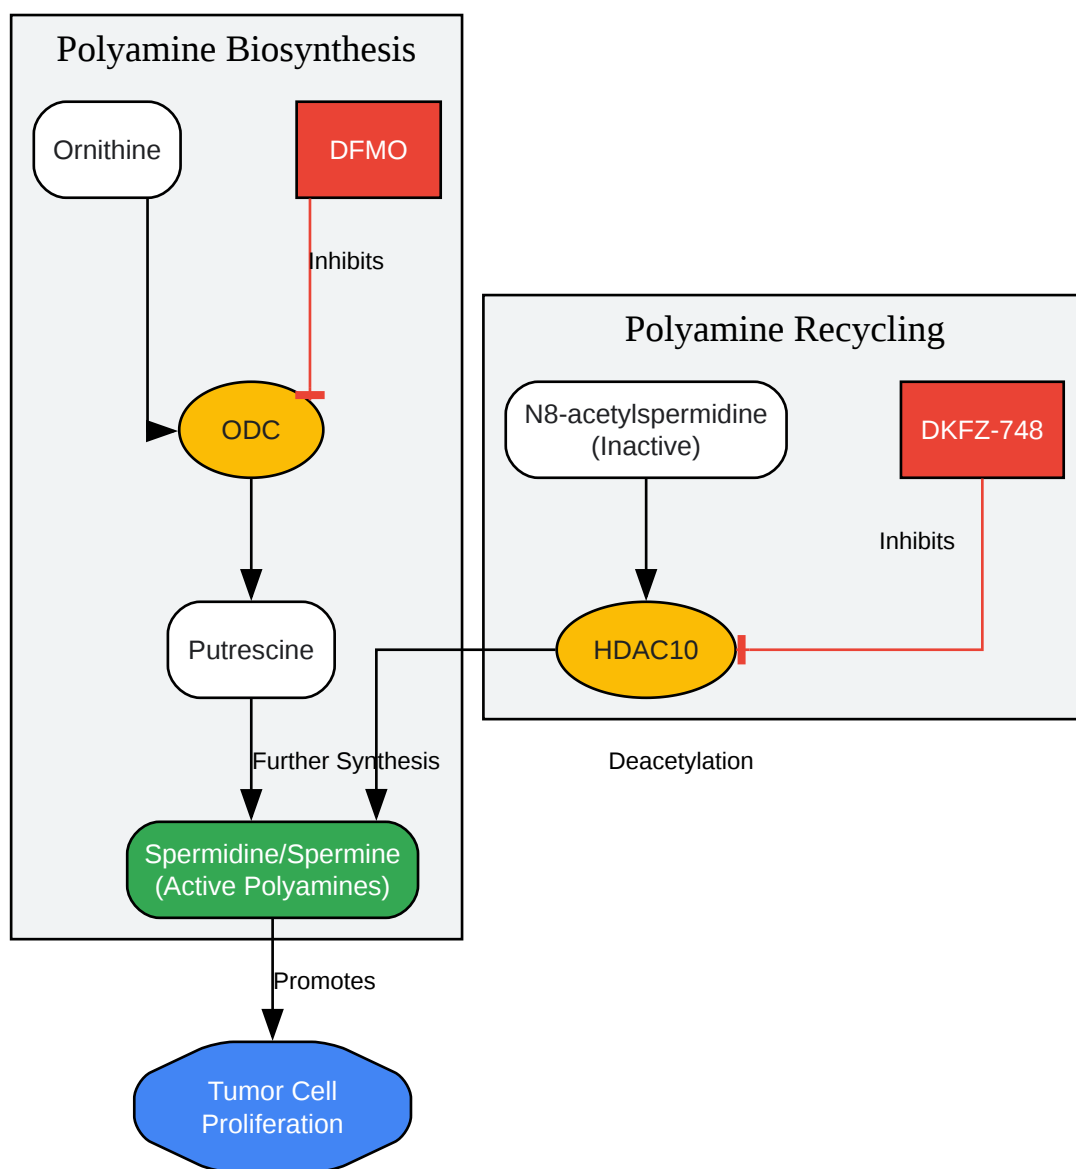 Polyamine Biosynthesis
Ornithine
DFMO
Inhibits
ODC
Putrescine
Further Synthesis
Spermidine/Spermine
(Active Polyamines)
Polyamine Recycling
N8-acetylspermidine
(Inactive)
DKFZ-748
Inhibits
HDAC10
Deacetylation
Promotes
Tumor Cell
Proliferation